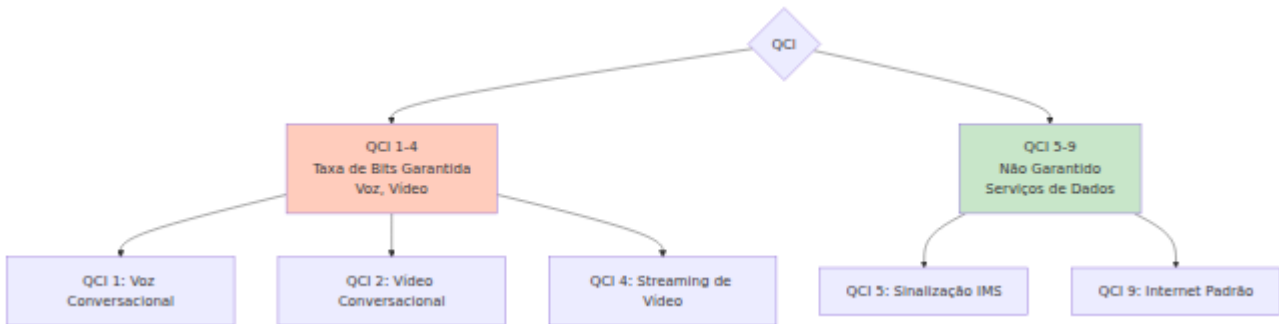 QCI
QCI 1-4
Taxa de Bits Garantida
Voz, Vídeo
QCI 5-9
Não Garantido
Serviços de Dados
QCI 1: Voz
Conversacional
QCI 2: Vídeo
Conversacional
QCI 4: Streaming de
Vídeo
QCI 5: Sinalização IMS
QCI 9: Internet Padrão